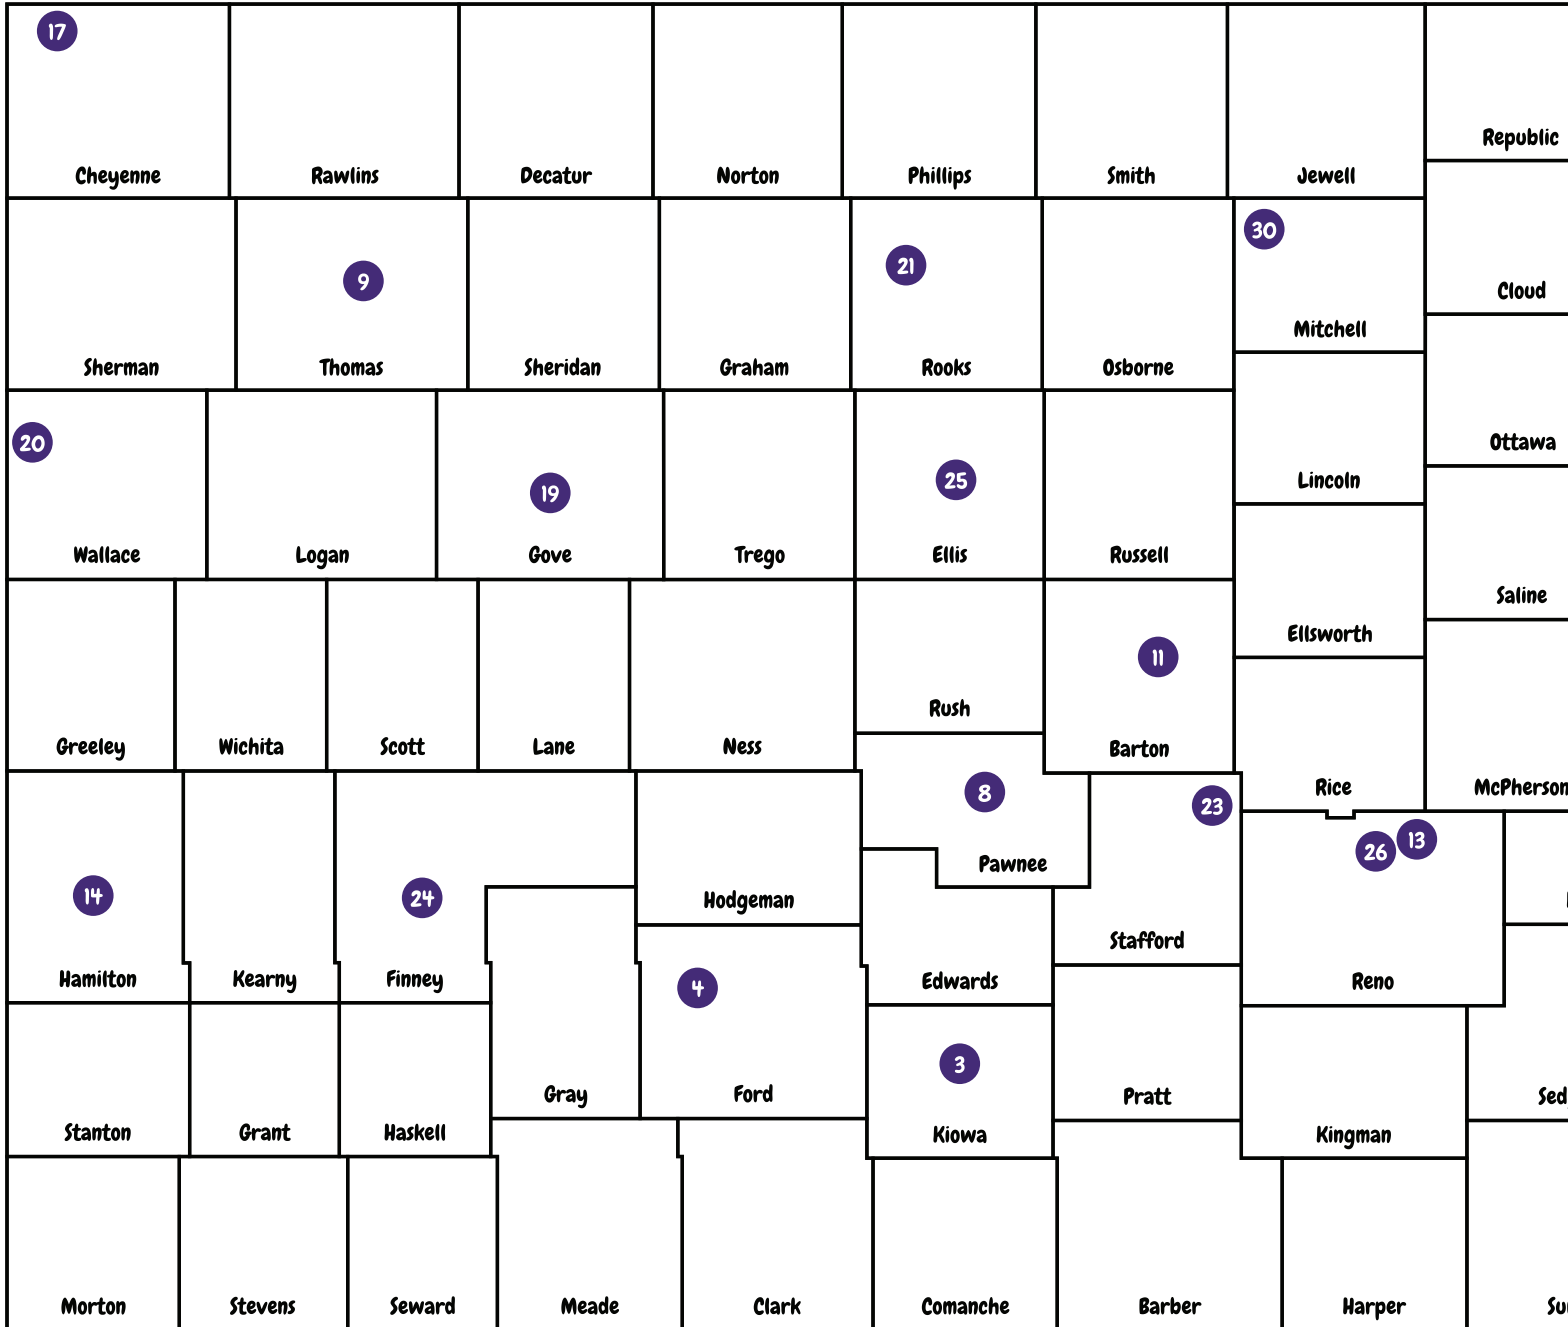 17
Cheyenne
Rawlins
Decatur
Norton
Phillips
Smith
Jewell
Republic
Sherman
9
Thomas
Sheridan
Graham
21
Rooks
Osborne
30
Mitchell
Cloud
20
Wallace
Logan
19
Gove
Trego
25
Ellis
Russell
Lincoln
Ottawa
Ellsworth
Saline
Greeley
Wichita
Scott
Lane
Ness
Rush
11
Barton
Rice
McPherson
14
Hamilton
Kearny
24
Finney
Hodgeman
8
Pawnee
23
Stafford
26
13
Reno
Edwards
Stanton
Grant
Haskell
Gray
4
Ford
3
Kiowa
Pratt
Kingman
Sed
Morton
Stevens
Seward
Meade
Clark
Comanche
Barber
Harper
Su